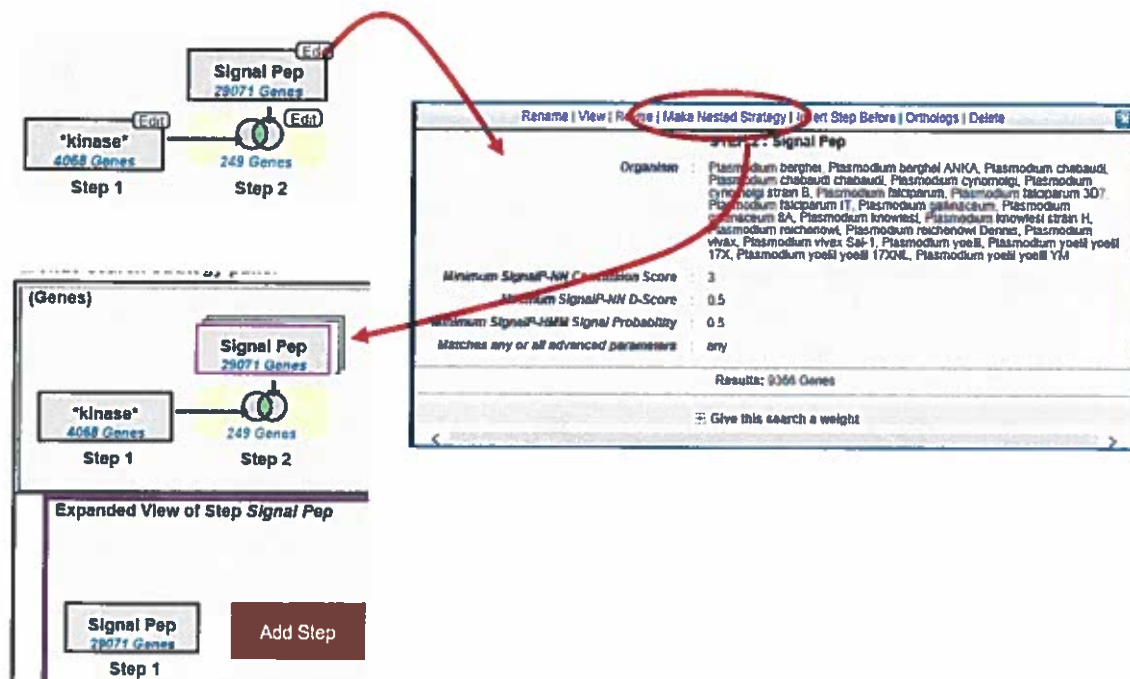 Edit
Signal Pep
29071 Genes
Edit
Edit
*kinase*
4068 Genes
249 Genes
Step 1
Step 2
(Genes)
Signal Pep
29071 Genes
*kinase*
4068 Genes
249 Genes
Step 1
Step 2
Expanded View of Step Signal Pep
Signal Pep
29071 Genes
Add Step
Step 1
Rename | View | Revise | Make Nested Strategy | Insert Step Before | Orthologs | Delete
STEP 2 : Signal Pep
Organism : Plasmodium berghei, Plasmodium berghei ANKA, Plasmodium chabaudi,
Plasmodium chabaudi chabaudi, Plasmodium cynomolgi, Plasmodium
cynomolgi strain B, Plasmodium falciparum, Plasmodium falciparum 3D7,
Plasmodium falciparum IT, Plasmodium gallinaceum, Plasmodium
gallinaceum 8A, Plasmodium knowlesi, Plasmodium knowlesi strain H,
Plasmodium reichenowi, Plasmodium reichenowi Dennis, Plasmodium
vivax, Plasmodium vivax Sal-1, Plasmodium yoelii, Plasmodium yoelii yoelii
17X, Plasmodium yoelii yoelii 17XNL, Plasmodium yoelii yoelii YM
Minimum SignalP-NN Conclusion Score : 3
Minimum SignalP-NN D-Score : 0.5
Minimum SignalP-HMM Signal Probability : 0.5
Matches any or all advanced parameters : any
Results: 9366 Genes
Give this search a weight